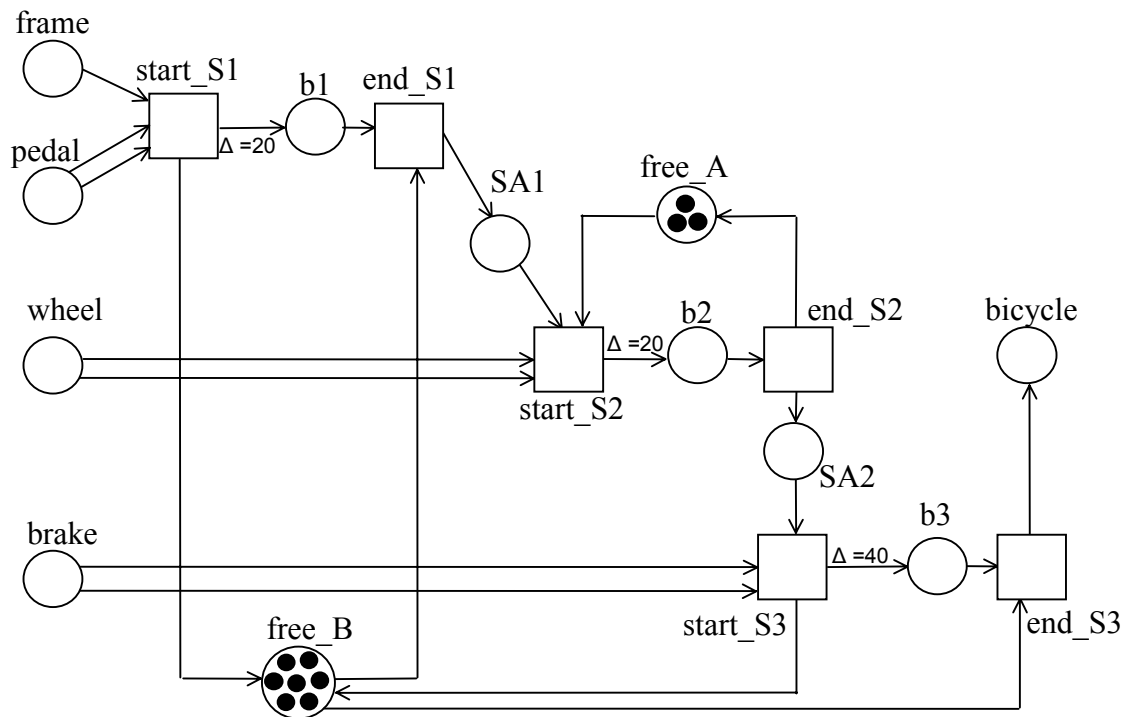 frame
start_S1
b1
end_S1
Δ =20
pedal
SA1
free_A
wheel
b2
end_S2
bicycle
Δ =20
start_S2
SA2
brake
b3
Δ =40
start_S3
end_S3
free_B